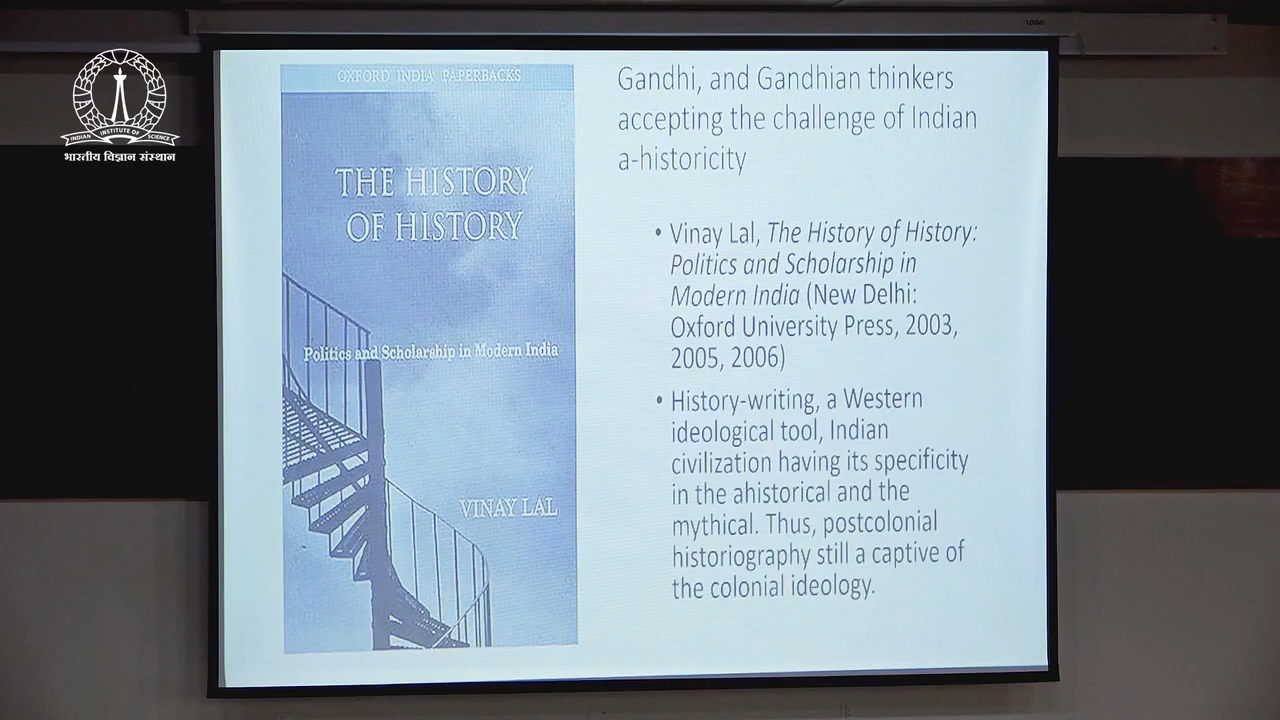 LOGIC
INDIAN INSTITUTE OF SCIENCE
भारतीय विज्ञान संस्थान
OXFORD INDIA PAPERBACKS
THE HISTORY
OF HISTORY
Politics and Scholarship in Modern India
VINAY LAL
Gandhi, and Gandhian thinkers
accepting the challenge of Indian
a-historicity
• Vinay Lal, The History of History:
Politics and Scholarship in
Modern India (New Delhi:
Oxford University Press, 2003,
2005, 2006)
• History-writing, a Western
ideological tool, Indian
civilization having its specificity
in the ahistorical and the
mythical. Thus, postcolonial
historiography still a captive of
the colonial ideology.